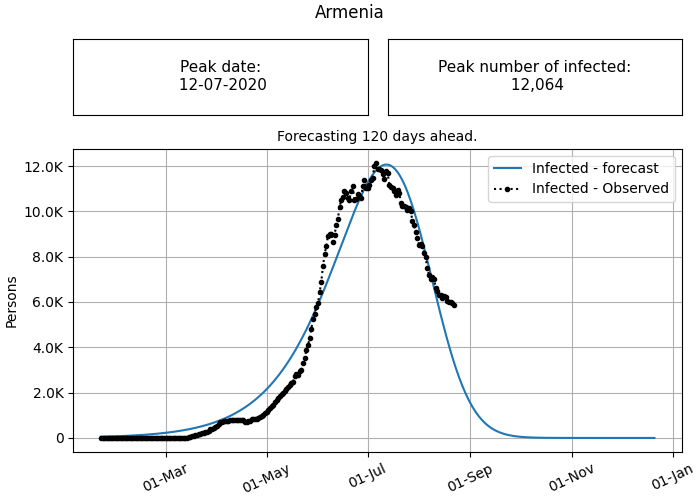 Armenia
Peak date:
12-07-2020
Peak number of infected:
12,064
Forecasting 120 days ahead.
Infected - forecast
Infected - Observed
Persons
12.0K
10.0K
8.0K
6.0K
4.0K
2.0K
0
01-Mar
01-May
01-Jul
01-Sep
01-Nov
01-Jan